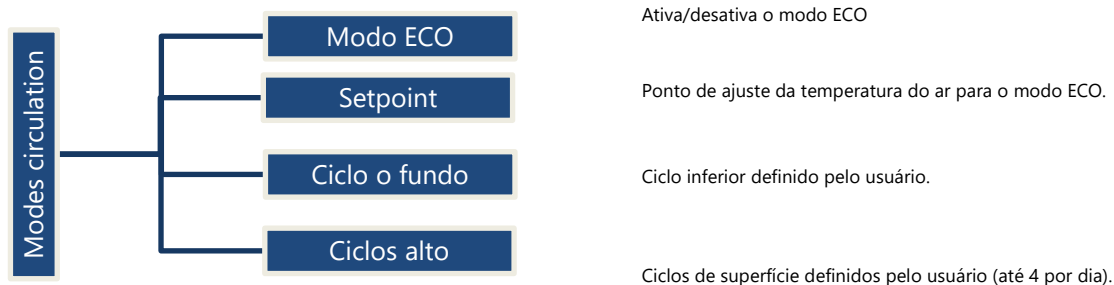 Modes circulation
Modo ECO
Ativa/desativa o modo ECO
Setpoint
Ponto de ajuste da temperatura do ar para o modo ECO.
Ciclo o fundo
Ciclo inferior definido pelo usuário.
Ciclos alto
Ciclos de superfície definidos pelo usuário (até 4 por dia).